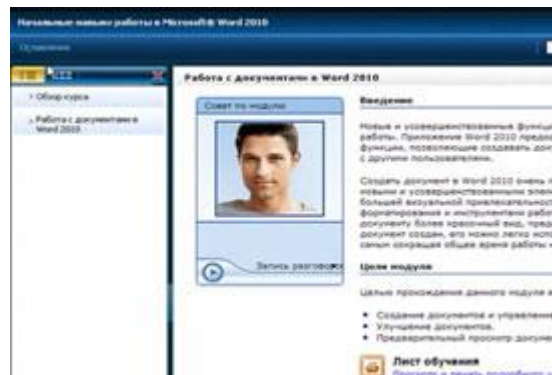 Начальные навыки работы в Microsoft® Word 2010
Оглавление
Обзор курса
Работа с документами в
Word 2010
Работа с документами в Word 2010
Совет по модулю
Запись разговора
Введение
Новые и усовершенствованные функци
работы. Приложение Word 2010 предо
функции, позволяющие создавать док
с другими пользователями.
Создать документ в Word 2010 очень п
новыми и усовершенствованными элем
большей визуальной привлекательност
форматирования и инструментами рабо
документу более красочный вид, пред
документ создан, его можно легко испо
самым сокращая общее время работы н
Цели модуля
Целью прохождения данного модуля я
Создание документов и управлени
Улучшение документов.
Предварительный просмотр докуме
Лист обучения